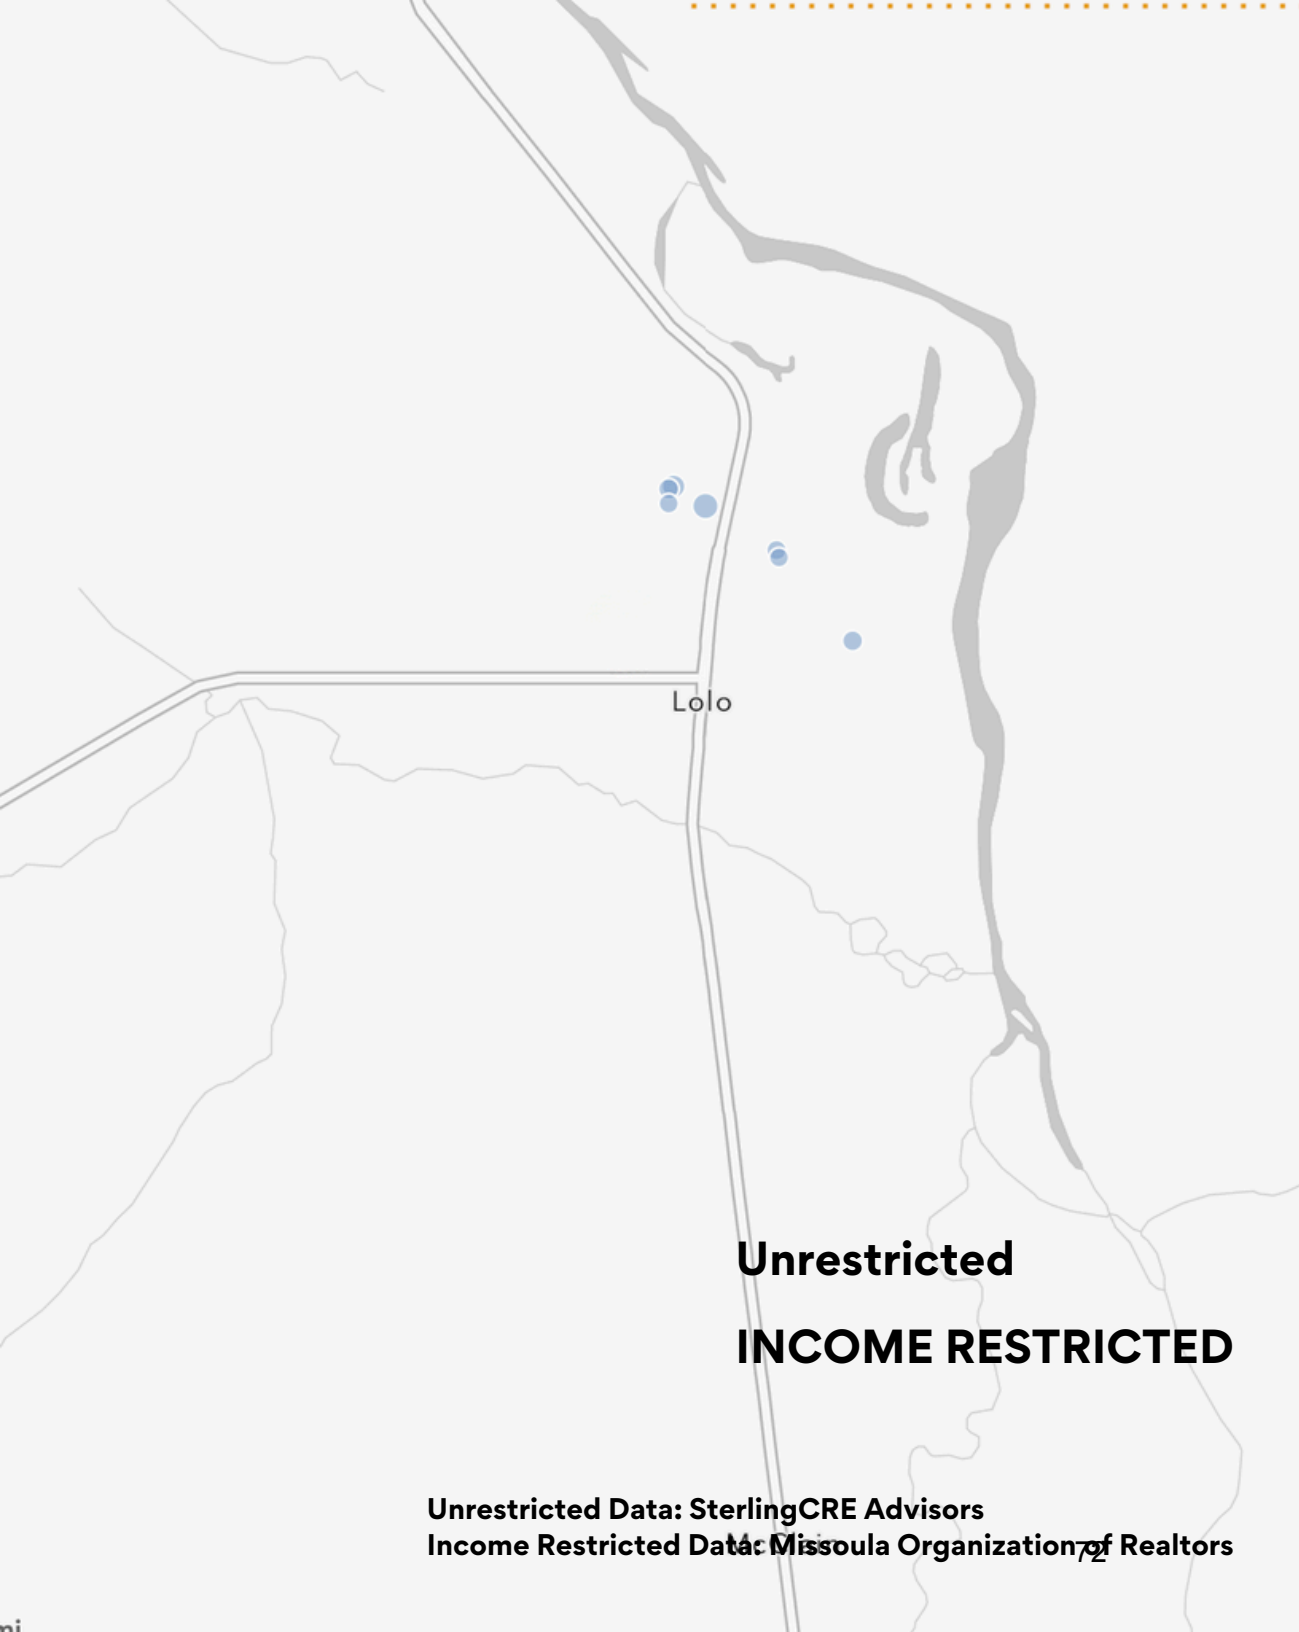 Lolo
Unrestricted
INCOME RESTRICTED
Unrestricted Data: SterlingCRE Advisors
Income Restricted Data: Missoula Organization of Realtors
72